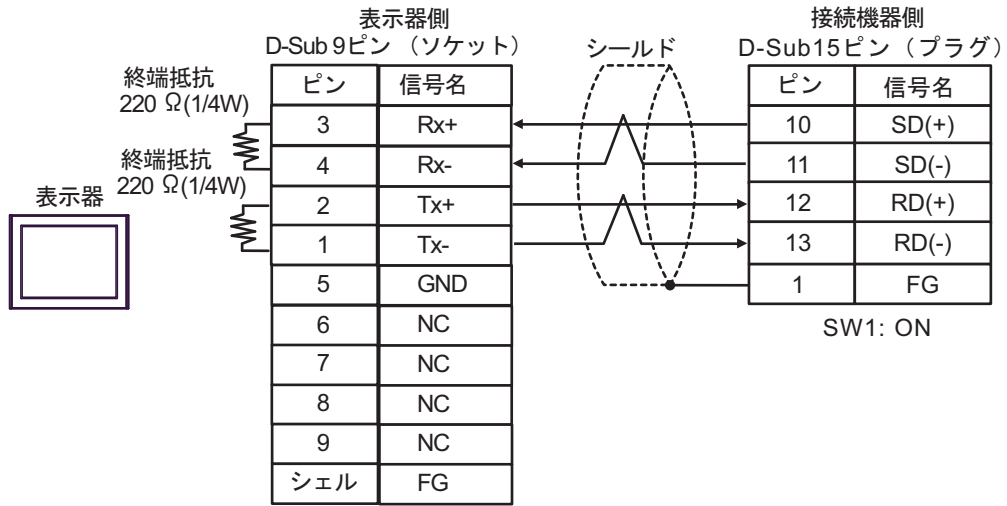 表示器側
D-Sub 9ピン （ソケット）
接続機器側
D-Sub15ピン（プラグ）
シールド
終端抵抗
220 Ω(1/4W)
終端抵抗
220 Ω(1/4W)
表示器
ピン 信号名
3 Rx+
4 Rx-
2 Tx+
1 Tx-
5 GND
6 NC
7 NC
8 NC
9 NC
シェル FG
ピン 信号名
10 SD(+)
11 SD(-)
12 RD(+)
13 RD(-)
1 FG
SW1: ON